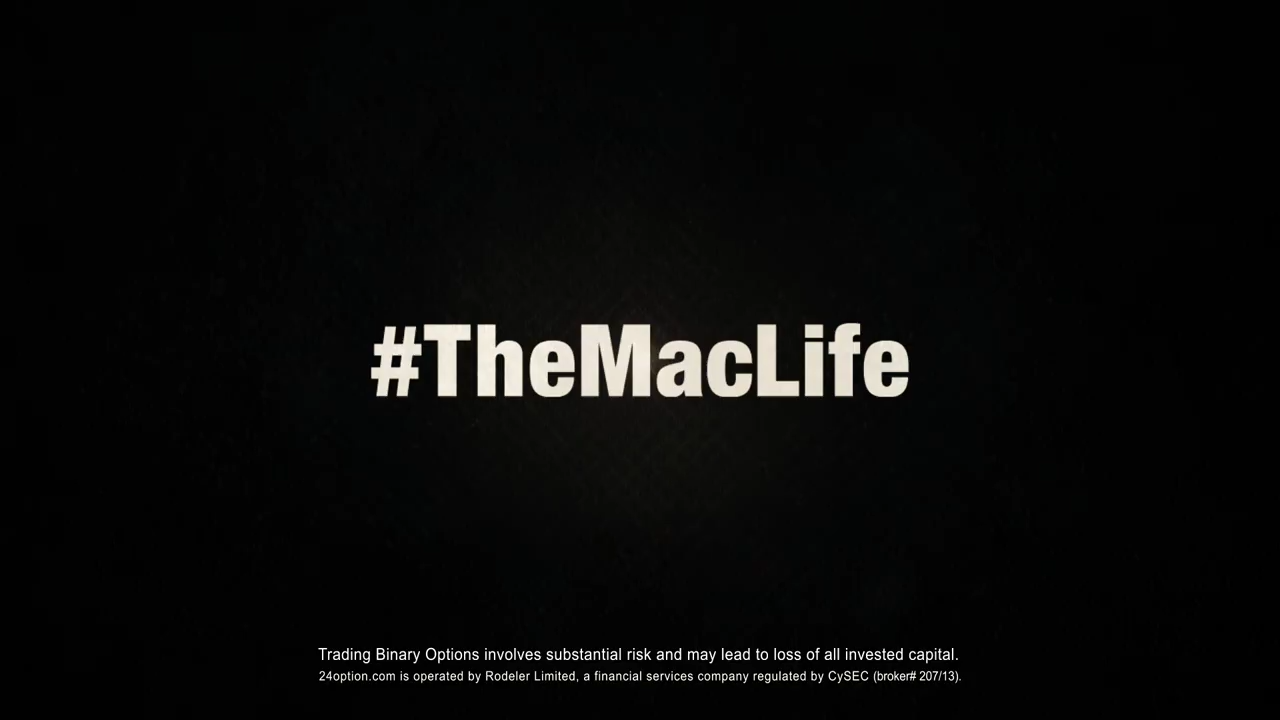 #TheMacLife
Trading Binary Options involves substantial risk and may lead to loss of all invested capital.
24option.com is operated by Rodeler Limited, a financial services company regulated by CySEC (broker# 207/13).